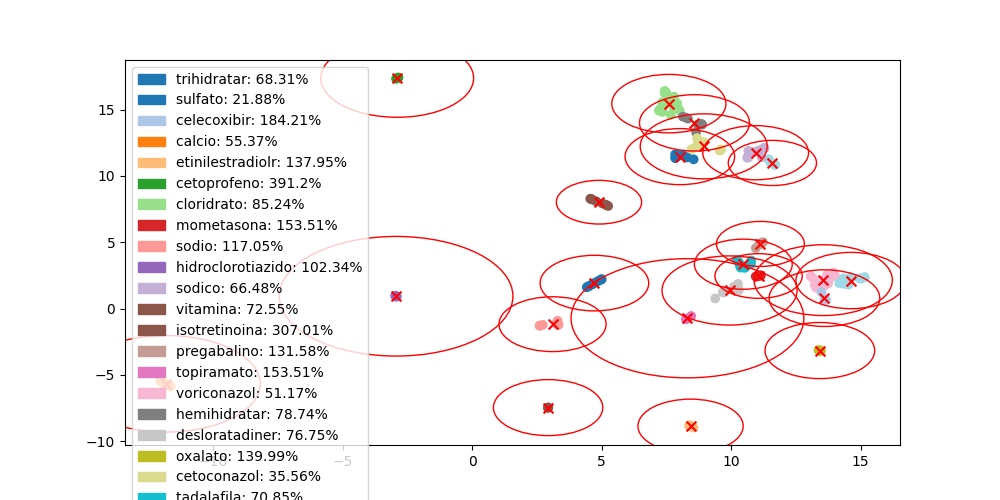 trihidratar: 68.31%
sulfato: 21.88%
celecoxibir: 184.21%
calcio: 55.37%
etinilestradiolr: 137.95%
cetoprofeno: 391.2%
cloridrato: 85.24%
mometasona: 153.51%
sodio: 117.05%
hidroclorotiazido: 102.34%
sodico: 66.48%
vitamina: 72.55%
isotretinoina: 307.01%
pregabalino: 131.58%
topiramato: 153.51%
voriconazol: 51.17%
hemihidratar: 78.74%
desloratadiner: 76.75%
oxalato: 139.99%
cetoconazol: 35.56%
tadalafila: 70.85%
15
10
5
0
−5
−10
−10 −5 0 5 10 15